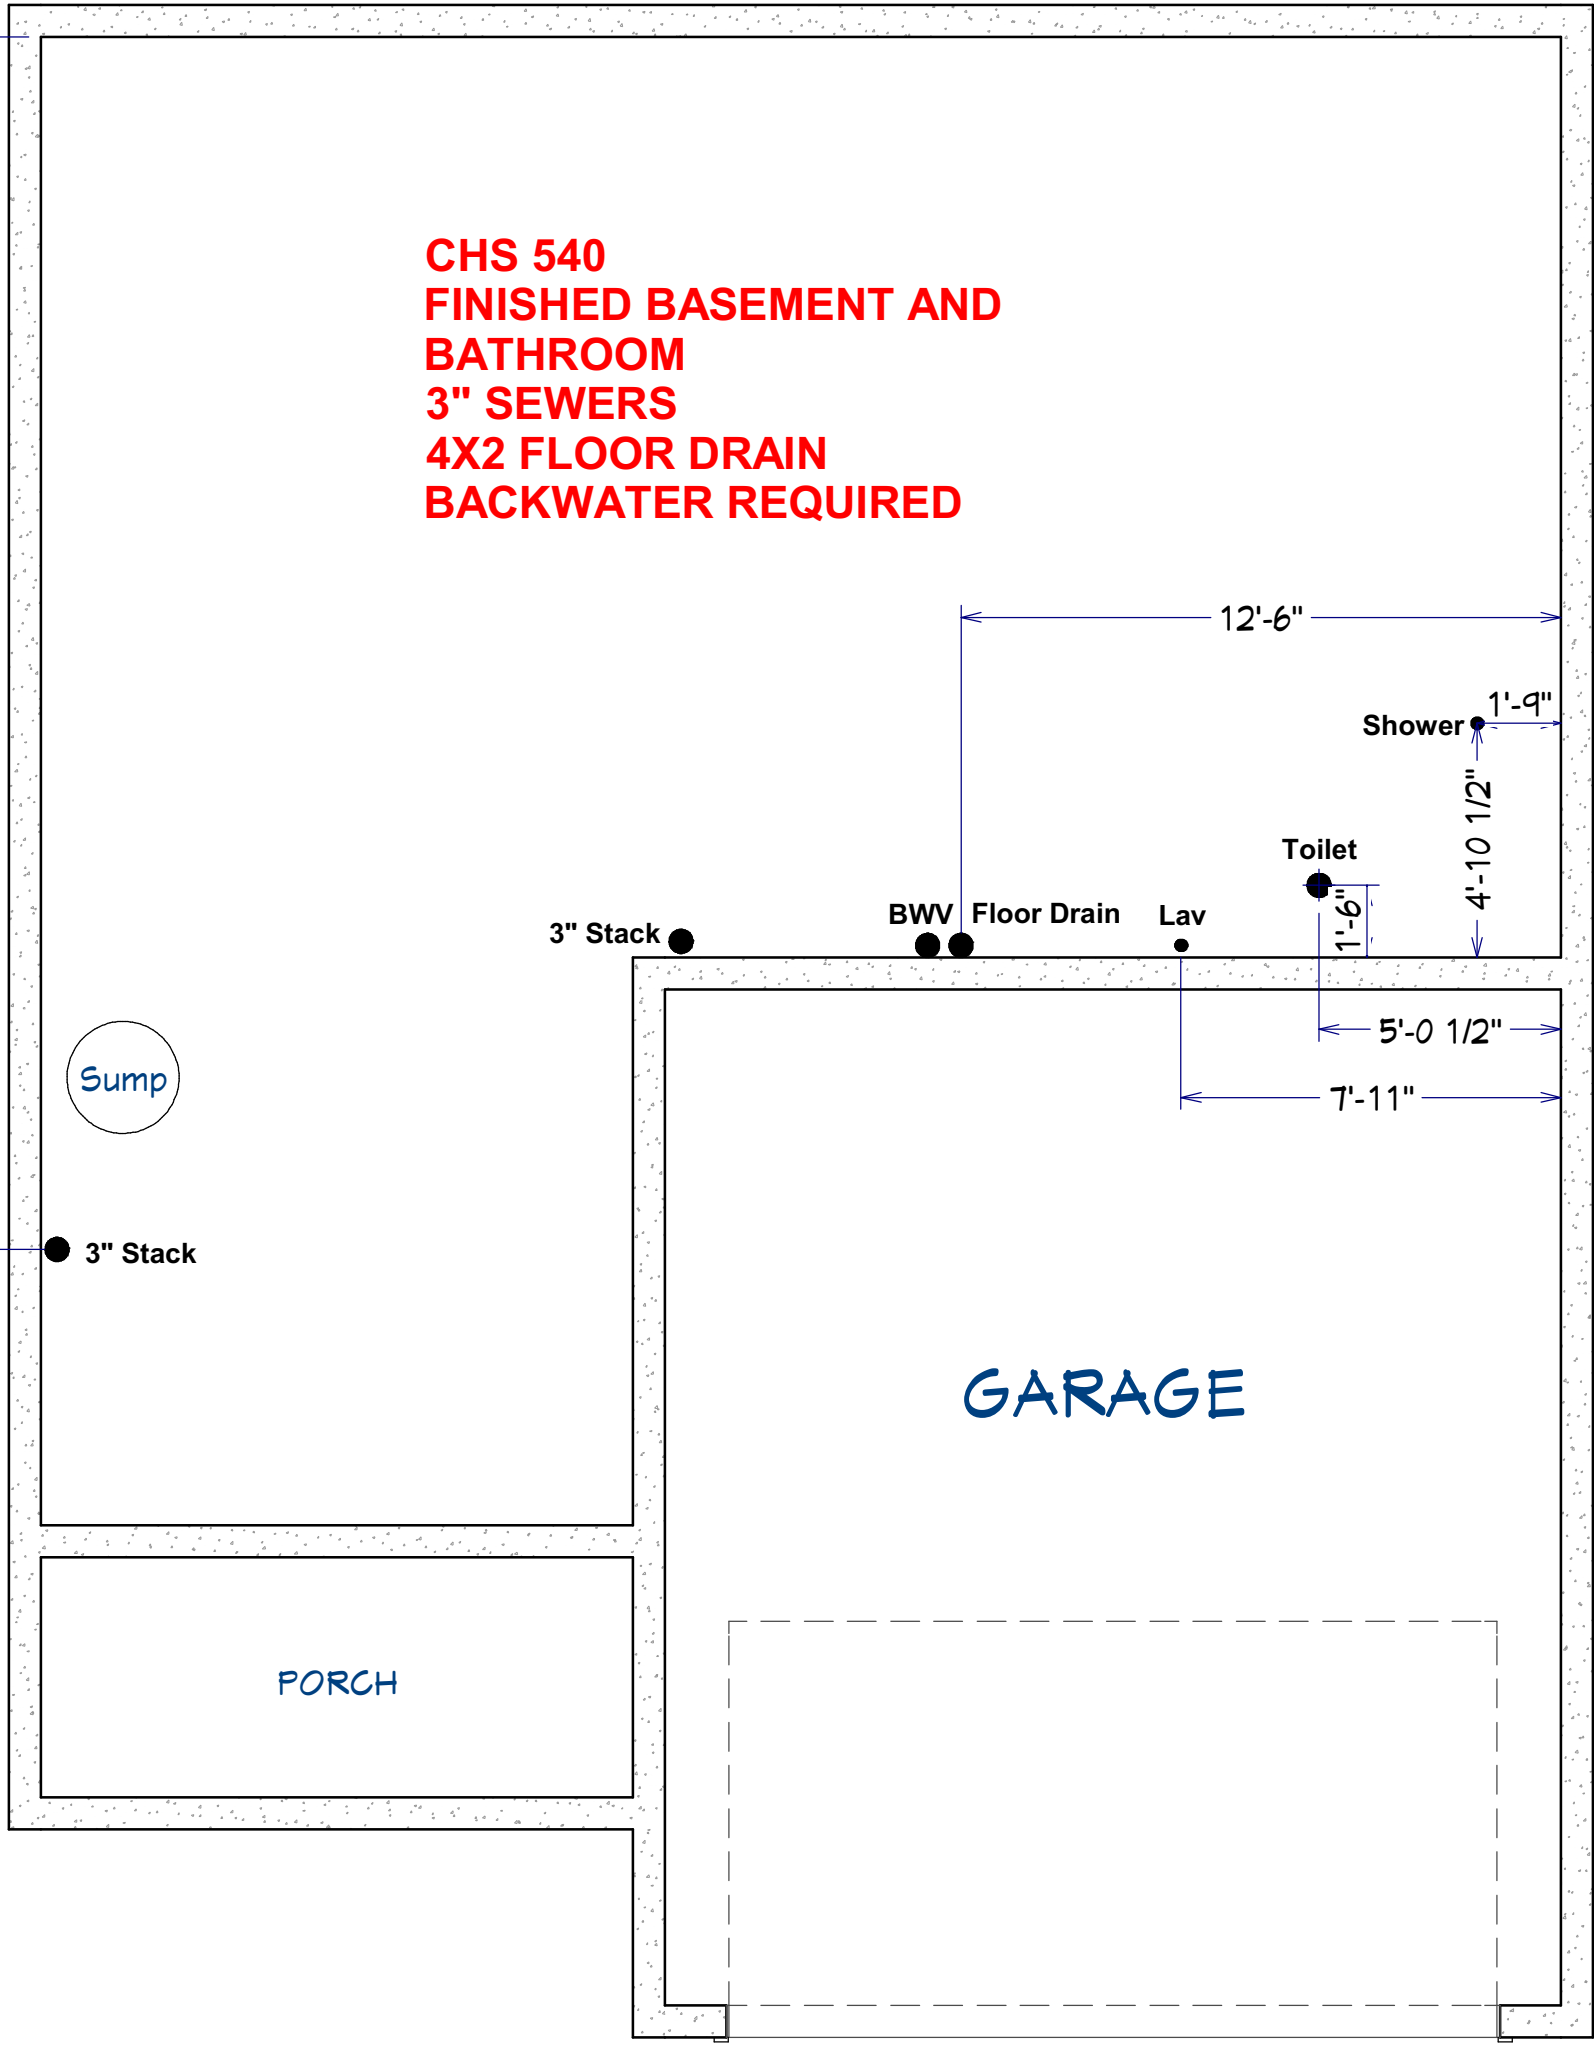 CHS 540
FINISHED BASEMENT AND
BATHROOM
3" SEWERS
4X2 FLOOR DRAIN
BACKWATER REQUIRED
12'-6"
1'-9"
Shower
4'-10 1/2"
Toilet
1'-6"
BWV
Floor Drain
Lav
3" Stack
5'-0 1/2"
Sump
7'-11"
3" Stack
GARAGE
PORCH